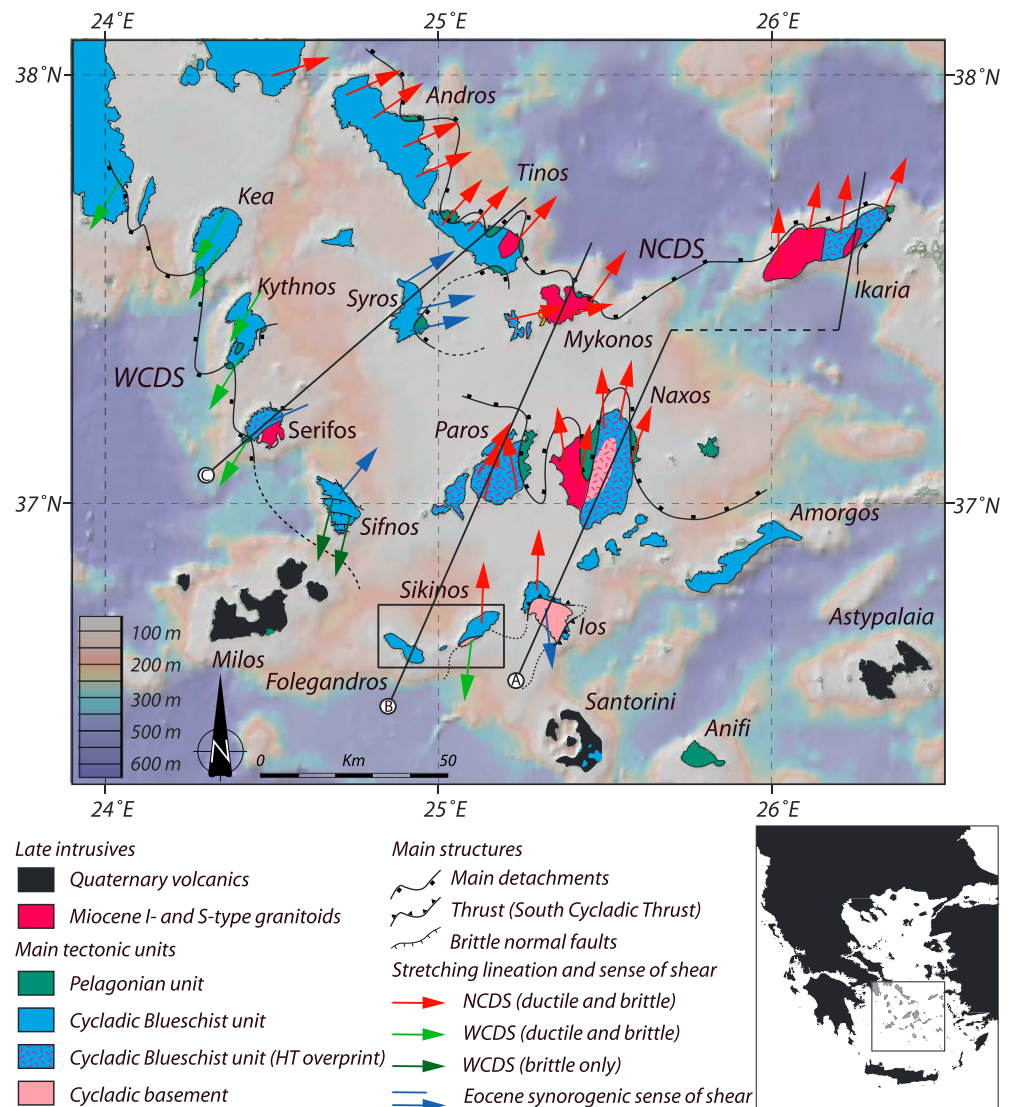 24˚E 25˚E 26˚E
38˚N 38˚N
Andros
Tinos
Kea
NCDS
Kythnos
Syros
Ikaria
Mykonos
WCDS
Naxos
Serifos
Paros
C
37˚N 37˚N
Amorgos
Sifnos
Sikinos
Astypalaia
100 m
Ios
200 m
Milos
Folegandros
A
300 m
B
Santorini
500 m
Anifi
N
600 m
0 Km 50
24˚E 25˚E 26˚E
Late intrusives
Quaternary volcanics
Miocene I- and S-type granitoids
Main tectonic units
Pelagonian unit
Cycladic Blueschist unit
Cycladic Blueschist unit (HT overprint)
Cycladic basement
Main structures
Main detachments
Thrust (South Cycladic Thrust)
Brittle normal faults
Stretching lineation and sense of shear
NCDS (ductile and brittle)
WCDS (ductile and brittle)
WCDS (brittle only)
Eocene synorogenic sense of shear